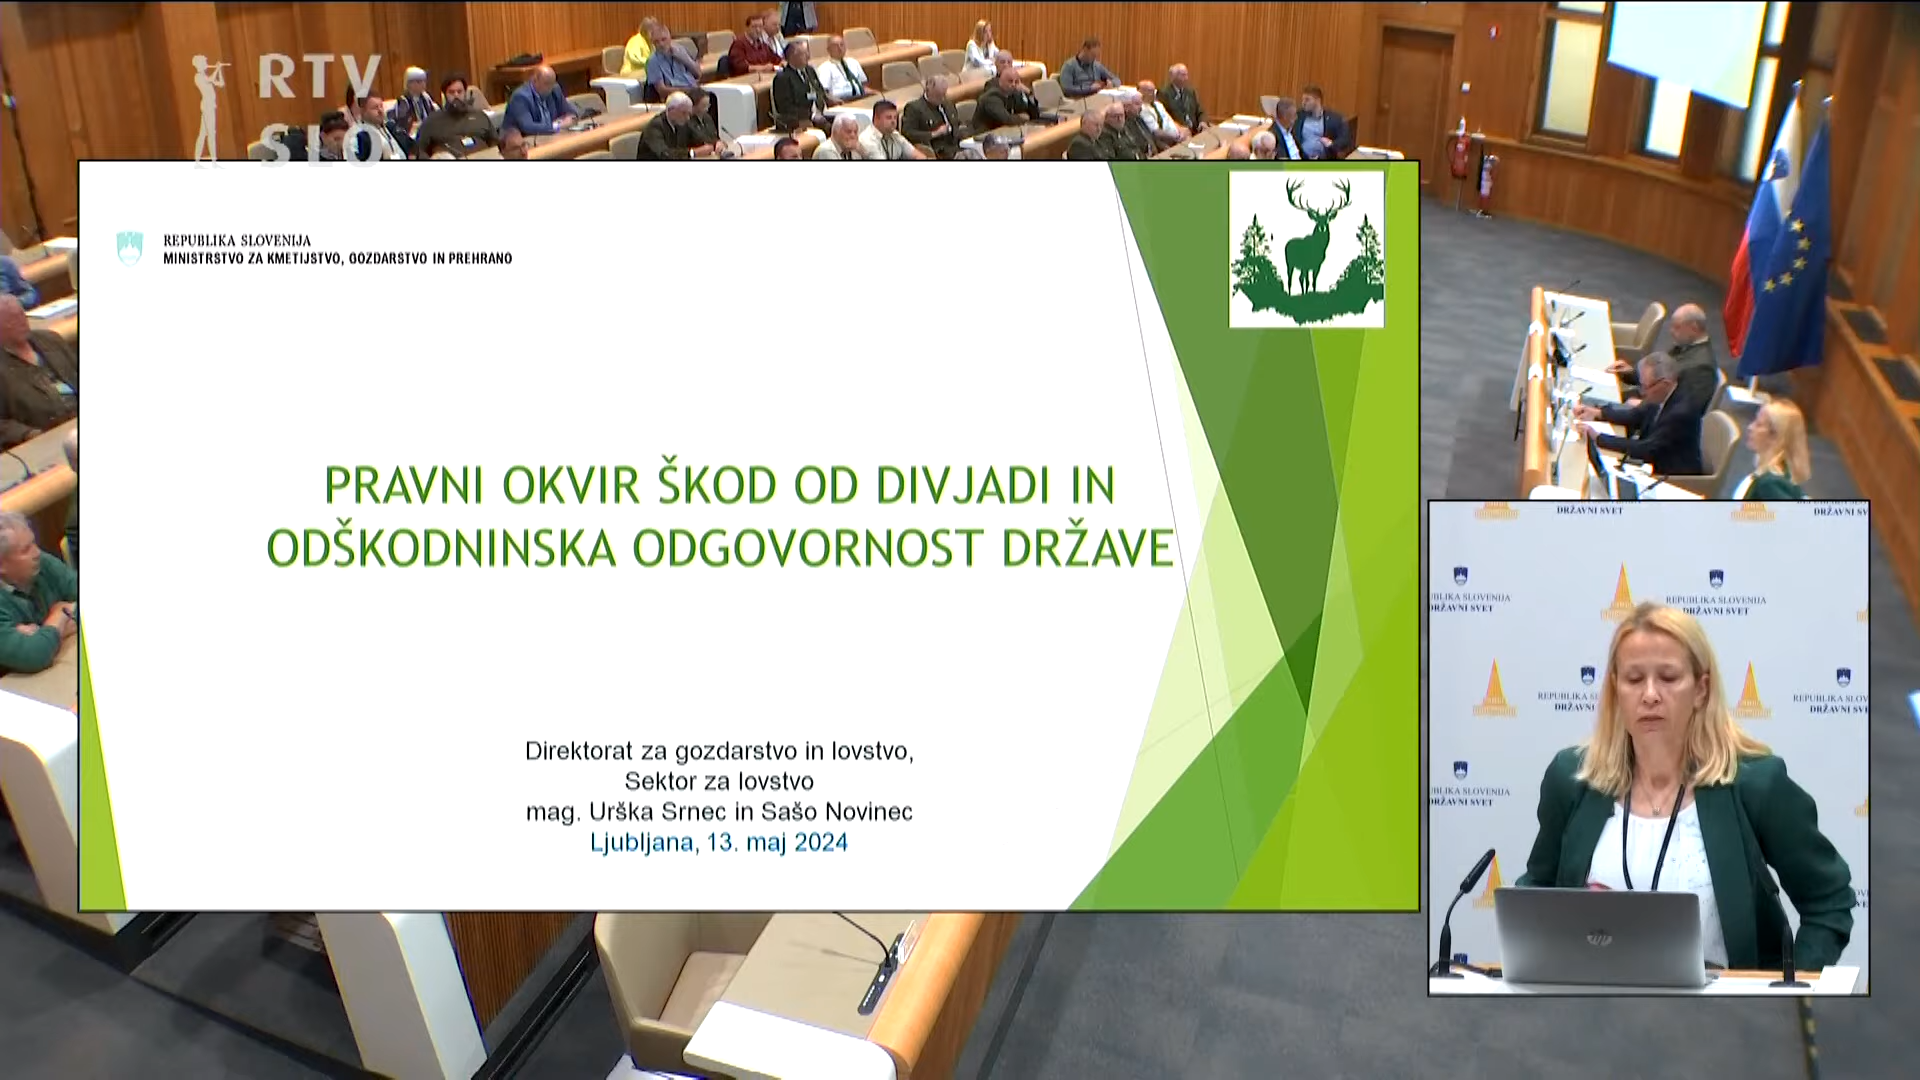 RTV
SLO
REPUBLIKA SLOVENIJA
MINISTRSTVO ZA KMETIJSTVO, GOZDARSTVO IN PREHRANO
PRAVNI OKVIR ŠKOD OD DIVJADI IN
ODŠKODNINSKA ODGOVORNOST DRŽAVE
Direktorat za gozdarstvo in lovstvo,
Sektor za lovstvo
mag. Urška Srnec in Sašo Novinec
Ljubljana, 13. maj 2024
DRŽAVNI SVET
REPUBLIKA SLOVENIJA
DRŽAVNI SVET
hp